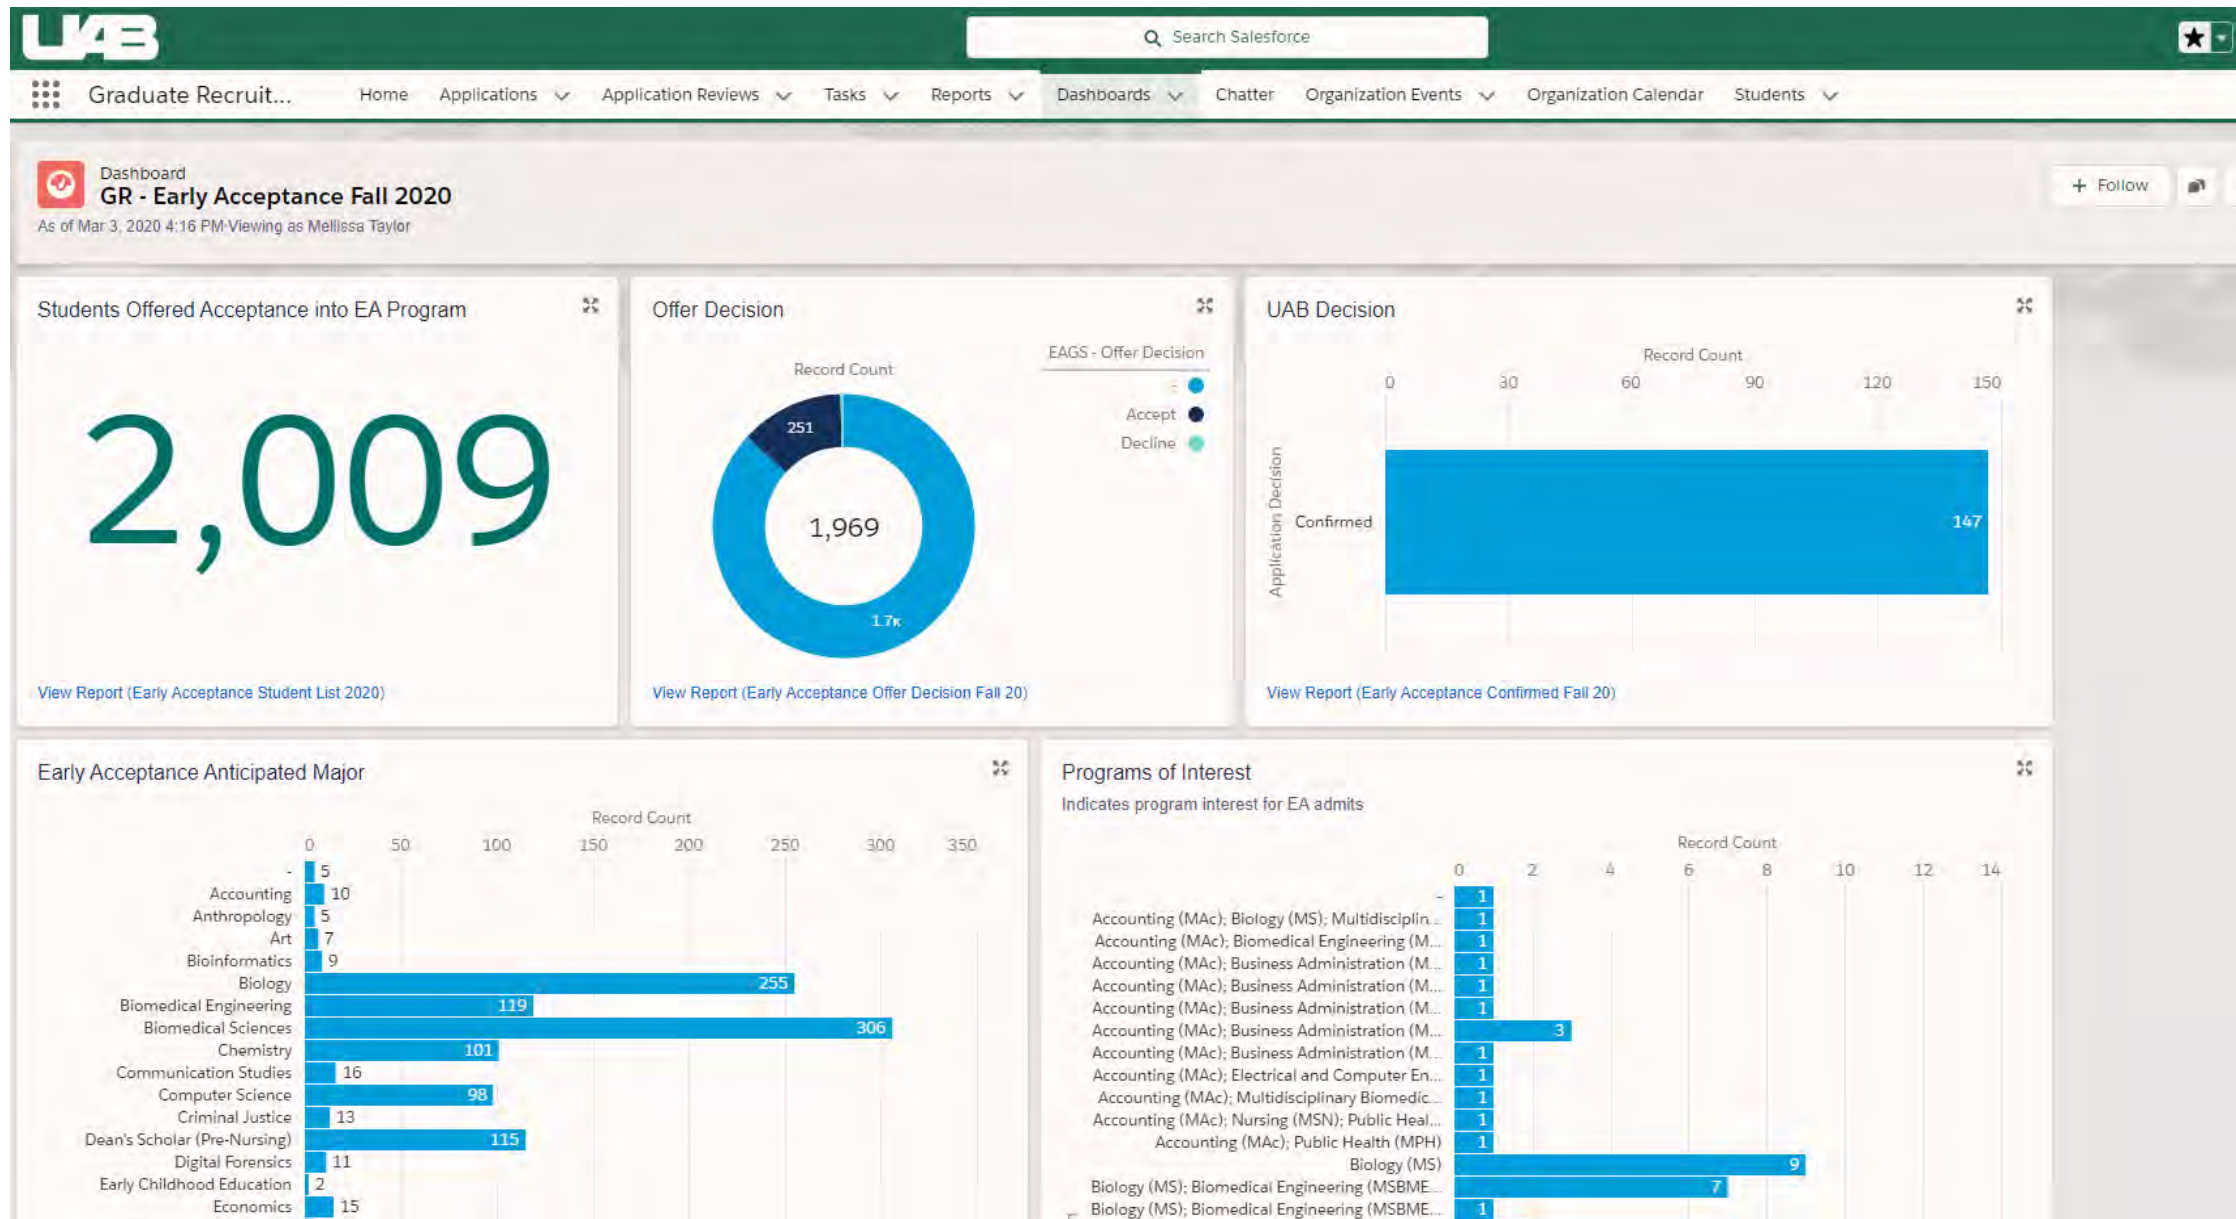 UAB
Search Salesforce
Graduate Recruit... Home Applications Application Reviews Tasks Reports Dashboards Chatter Organization Events Organization Calendar Students
Dashboard
GR - Early Acceptance Fall 2020
As of Mar 3, 2020 4:16 PM·Viewing as Mellissa Taylor
+ Follow
Students Offered Acceptance into EA Program
2,009
View Report (Early Acceptance Student List 2020)
Offer Decision
Record Count
EAGS - Offer Decision
-
Accept
Decline
251
1,969
1.7K
View Report (Early Acceptance Offer Decision Fall 20)
UAB Decision
Record Count
0 30 60 90 120 150
Application Decision
Confirmed 147
View Report (Early Acceptance Confirmed Fall 20)
Early Acceptance Anticipated Major
Record Count
0 50 100 150 200 250 300 350
- 5
Accounting 10
Anthropology 5
Art 7
Bioinformatics 9
Biology 255
Biomedical Engineering 119
Biomedical Sciences 306
Chemistry 101
Communication Studies 16
Computer Science 98
Criminal Justice 13
Dean's Scholar (Pre-Nursing) 115
Digital Forensics 11
Early Childhood Education 2
Economics 15
Programs of Interest
Indicates program interest for EA admits
Record Count
0 2 4 6 8 10 12 14
- 1
Accounting (MAc); Biology (MS); Multidisciplin... 1
Accounting (MAc); Biomedical Engineering (M... 1
Accounting (MAc); Business Administration (M... 1
Accounting (MAc); Business Administration (M... 1
Accounting (MAc); Business Administration (M... 1
Accounting (MAc); Business Administration (M... 3
Accounting (MAc); Business Administration (M... 1
Accounting (MAc); Electrical and Computer En... 1
Accounting (MAc); Multidisciplinary Biomedic... 1
Accounting (MAc); Nursing (MSN); Public Heal... 1
Accounting (MAc); Public Health (MPH) 1
Biology (MS) 9
Biology (MS); Biomedical Engineering (MSBME... 7
Biology (MS); Biomedical Engineering (MSBME... 1